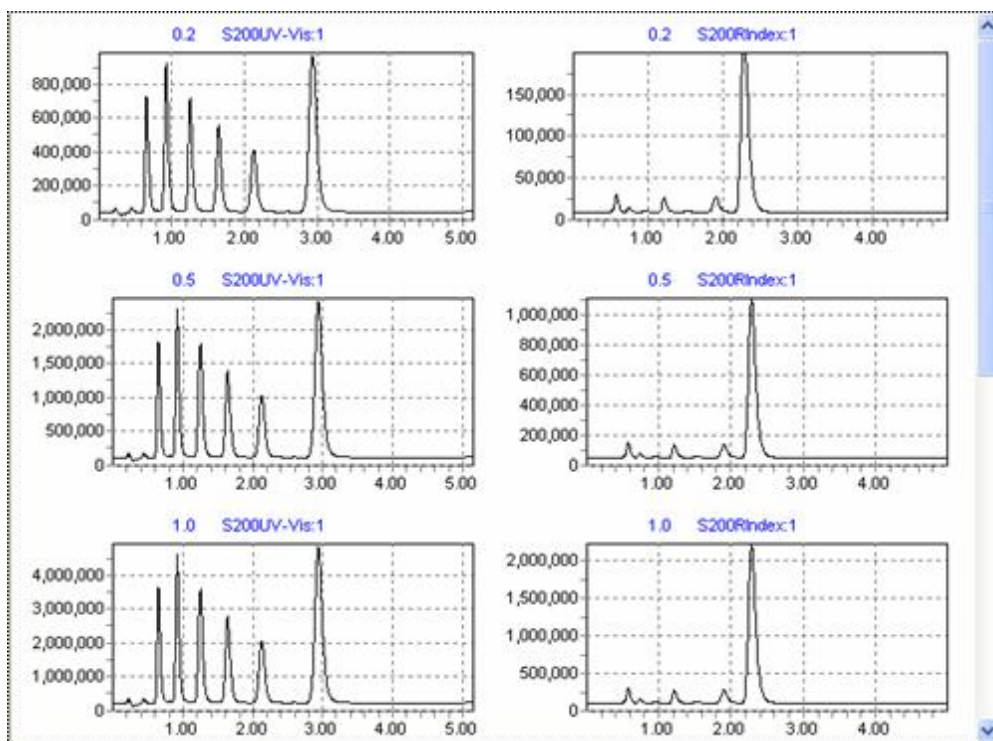 0.2 S200UV-Vis:1
800,000
600,000
400,000
200,000
0
1.00 2.00 3.00 4.00 5.00
0.2 S200RIndex:1
150,000
100,000
50,000
0
1.00 2.00 3.00 4.00
0.5 S200UV-Vis:1
2,000,000
1,500,000
1,000,000
500,000
0
1.00 2.00 3.00 4.00 5.00
0.5 S200RIndex:1
1,000,000
800,000
600,000
400,000
200,000
0
1.00 2.00 3.00 4.00
1.0 S200UV-Vis:1
4,000,000
3,000,000
2,000,000
1,000,000
0
1.00 2.00 3.00 4.00 5.00
1.0 S200RIndex:1
2,000,000
1,500,000
1,000,000
500,000
0
1.00 2.00 3.00 4.00